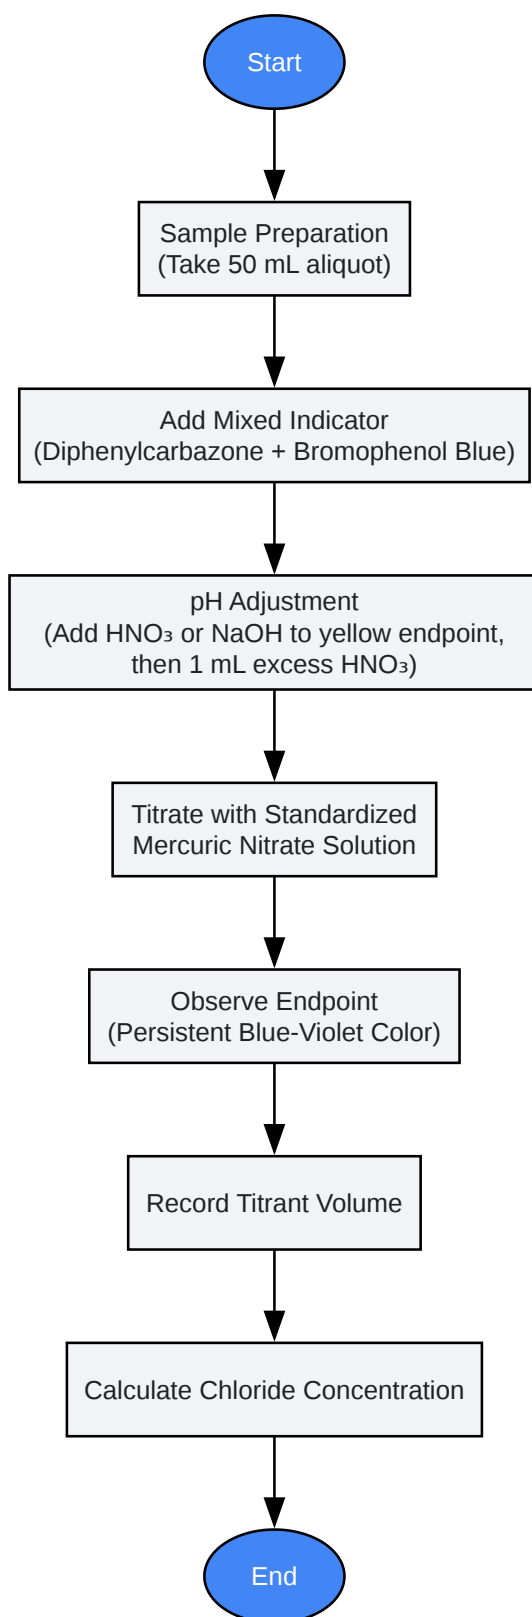 Start
Sample Preparation
(Take 50 mL aliquot)
Add Mixed Indicator
(Diphenylcarbazone + Bromophenol Blue)
pH Adjustment
(Add HNO₃ or NaOH to yellow endpoint,
then 1 mL excess HNO₃)
Titrate with Standardized
Mercuric Nitrate Solution
Observe Endpoint
(Persistent Blue-Violet Color)
Record Titrant Volume
Calculate Chloride Concentration
End